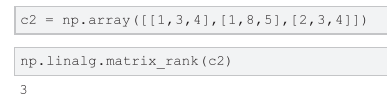 c2 = np.array([[1,3,4],[1,8,5],[2,3,4]])
np.linalg.matrix_rank(c2)
3